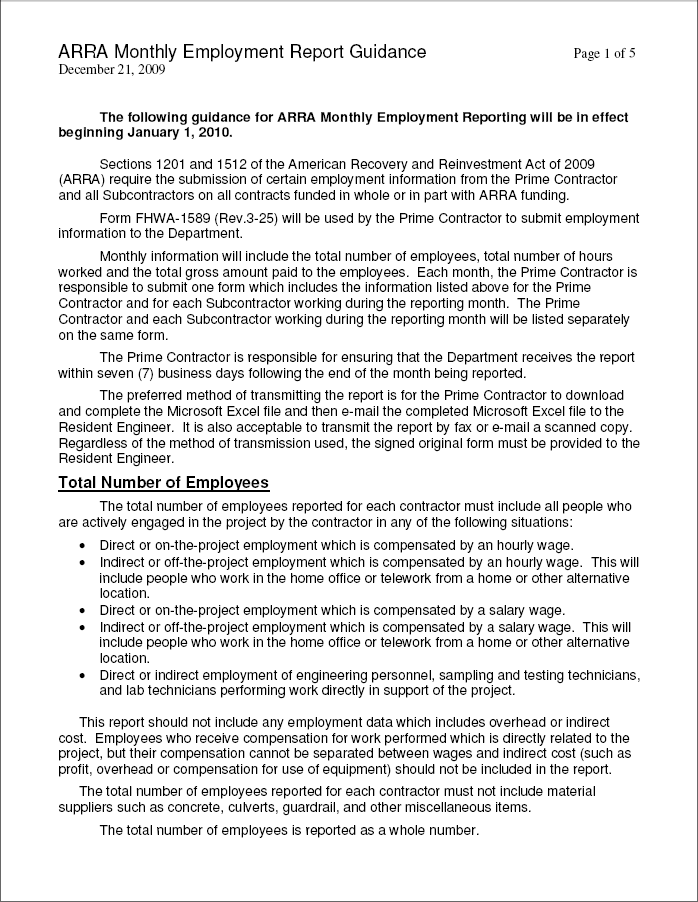 ARRA Monthly Employment Report Guidance Page 1 of 5
December 21, 2009
The following guidance for ARRA Monthly Employment Reporting will be in effect
beginning January 1, 2010.
Sections 1201 and 1512 of the American Recovery and Reinvestment Act of 2009
(ARRA) require the submission of certain employment information from the Prime Contractor
and all Subcontractors on all contracts funded in whole or in part with ARRA funding.
Form FHWA-1589 (Rev.3-25) will be used by the Prime Contractor to submit employment
information to the Department.
Monthly information will include the total number of employees, total number of hours
worked and the total gross amount paid to the employees. Each month, the Prime Contractor is
responsible to submit one form which includes the information listed above for the Prime
Contractor and for each Subcontractor working during the reporting month. The Prime
Contractor and each Subcontractor working during the reporting month will be listed separately
on the same form.
The Prime Contractor is responsible for ensuring that the Department receives the report
within seven (7) business days following the end of the month being reported.
The preferred method of transmitting the report is for the Prime Contractor to download
and complete the Microsoft Excel file and then e-mail the completed Microsoft Excel file to the
Resident Engineer. It is also acceptable to transmit the report by fax or e-mail a scanned copy.
Regardless of the method of transmission used, the signed original form must be provided to the
Resident Engineer.
Total Number of Employees
The total number of employees reported for each contractor must include all people who
are actively engaged in the project by the contractor in any of the following situations:
• Direct or on-the-project employment which is compensated by an hourly wage.
• Indirect or off-the-project employment which is compensated by an hourly wage. This will
include people who work in the home office or telework from a home or other alternative
location.
• Direct or on-the-project employment which is compensated by a salary wage.
• Indirect or off-the-project employment which is compensated by a salary wage. This will
include people who work in the home office or telework from a home or other alternative
location.
• Direct or indirect employment of engineering personnel, sampling and testing technicians,
and lab technicians performing work directly in support of the project.
This report should not include any employment data which includes overhead or indirect
cost. Employees who receive compensation for work performed which is directly related to the
project, but their compensation cannot be separated between wages and indirect cost (such as
profit, overhead or compensation for use of equipment) should not be included in the report.
The total number of employees reported for each contractor must not include material
suppliers such as concrete, culverts, guardrail, and other miscellaneous items.
The total number of employees is reported as a whole number.